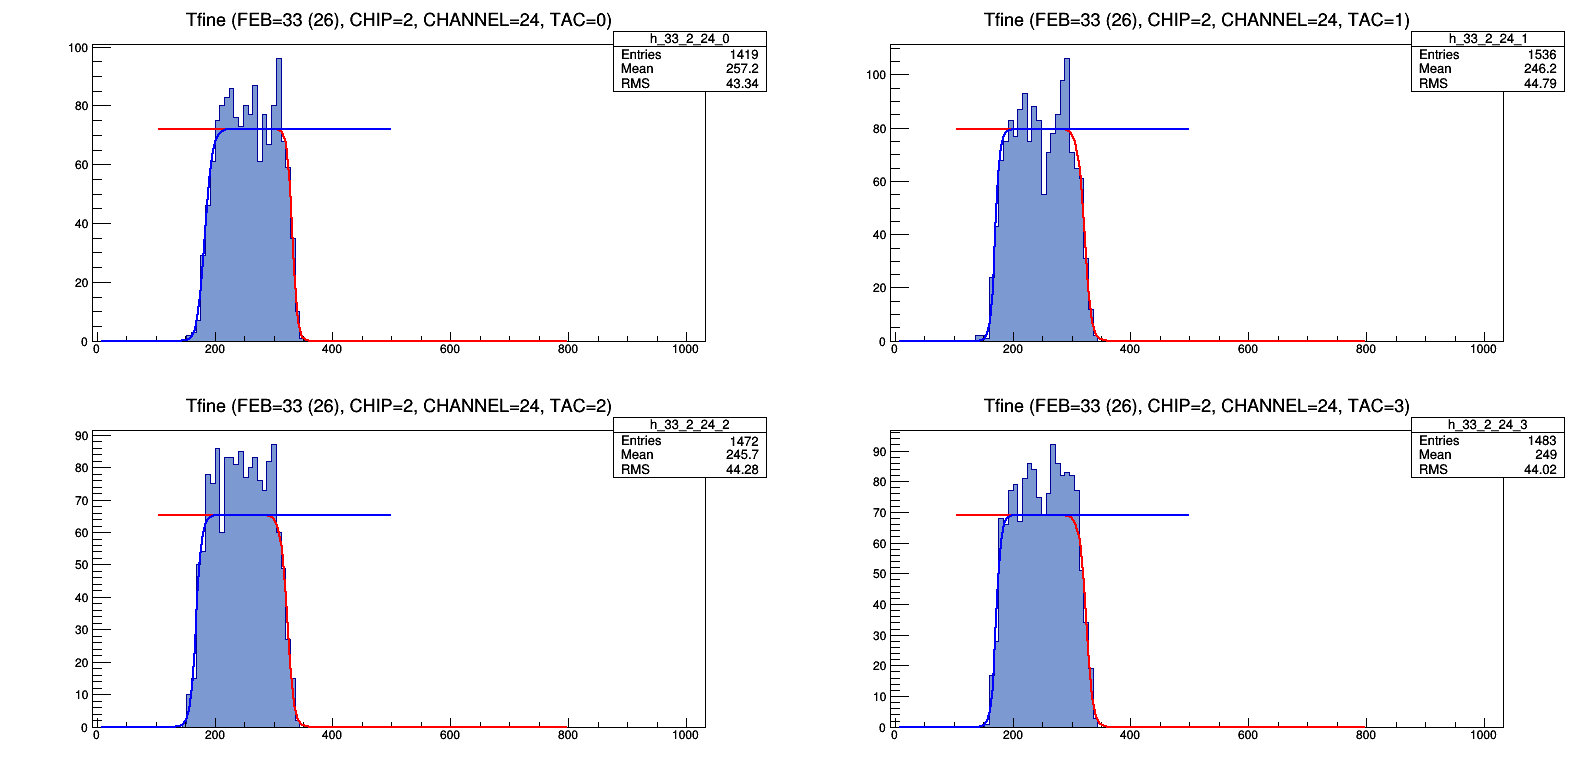 Tfine (FEB=33 (26), CHIP=2, CHANNEL=24, TAC=0)
h_33_2_24_0
Entries 1419
Mean 257.2
RMS 43.34
100
80
60
40
20
0
0 200 400 600 800 1000
Tfine (FEB=33 (26), CHIP=2, CHANNEL=24, TAC=1)
h_33_2_24_1
Entries 1536
Mean 246.2
RMS 44.79
100
80
60
40
20
0
0 200 400 600 800 1000
Tfine (FEB=33 (26), CHIP=2, CHANNEL=24, TAC=2)
h_33_2_24_2
Entries 1472
Mean 245.7
RMS 44.28
90
80
70
60
50
40
30
20
10
0
0 200 400 600 800 1000
Tfine (FEB=33 (26), CHIP=2, CHANNEL=24, TAC=3)
h_33_2_24_3
Entries 1483
Mean 249
RMS 44.02
90
80
70
60
50
40
30
20
10
0
0 200 400 600 800 1000